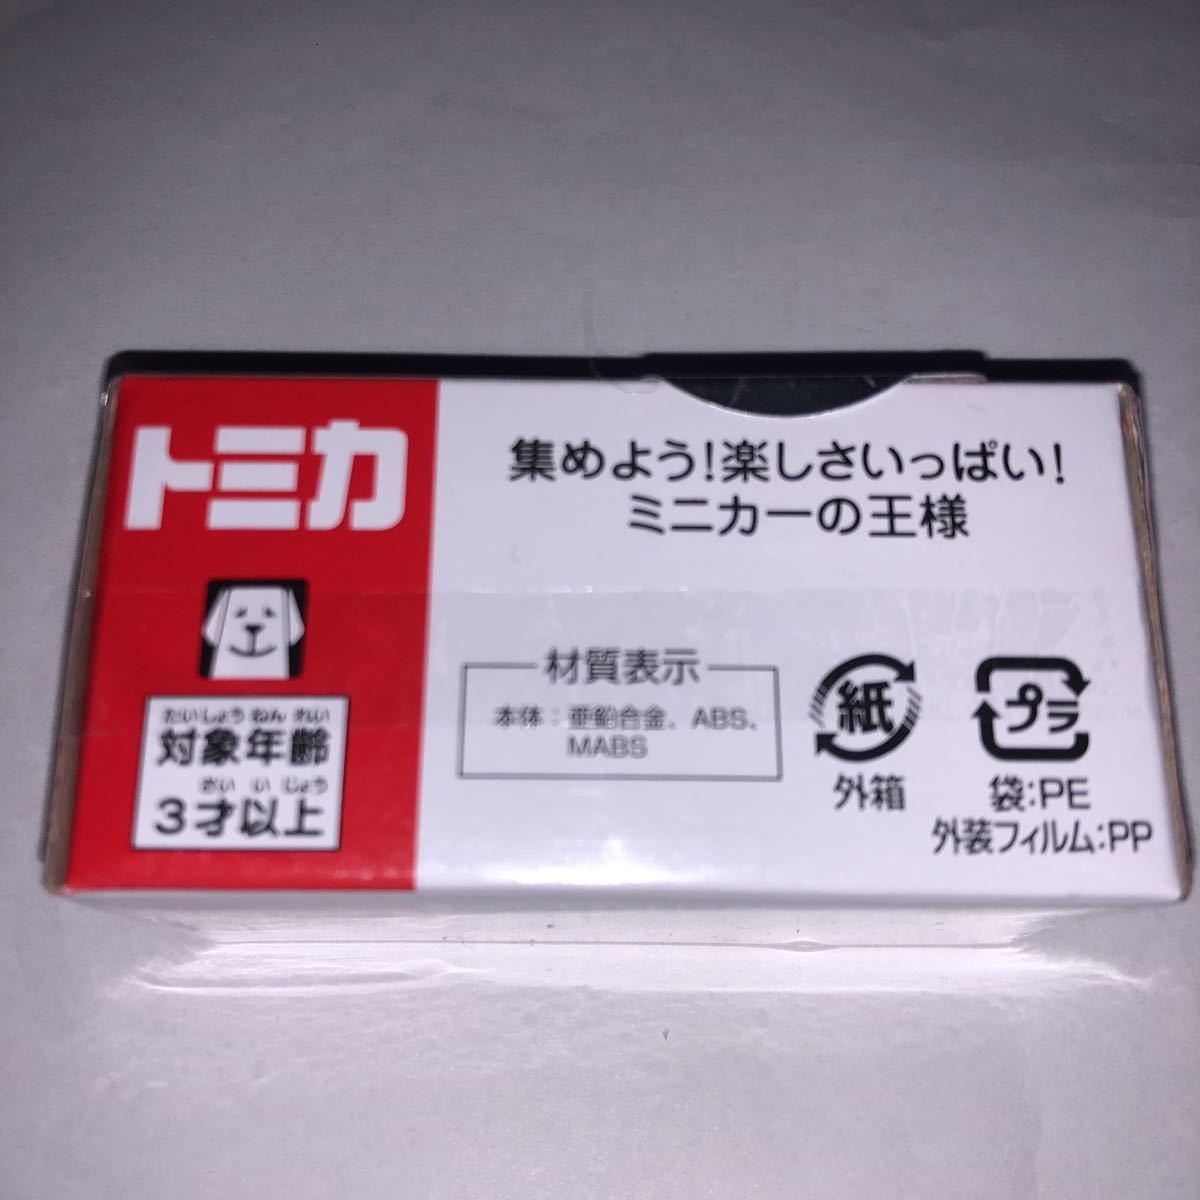 トミカ
たいしょう ねん れい
対象年齢
さい い じょう
3才以上
集めよう!楽しさいっぱい!
ミニカーの王様
材質表示
本体:亜鉛合金、ABS、
MABS
紙
外箱
プラ
袋:PE
外装フィルム:PP